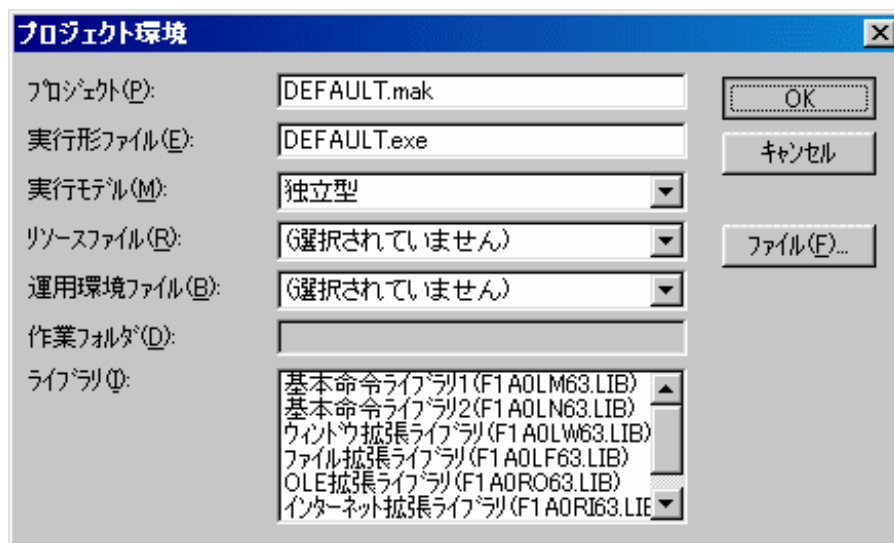 プロジェクト環境
プロジェクト(P): DEFAULT.mak
OK
実行形ファイル(E): DEFAULT.exe
キャンセル
実行モデル(M): 独立型
リソースファイル(R): (選択されていません)
ファイル(F)...
運用環境ファイル(B): (選択されていません)
作業フォルダ(D):
ライブラリ(I):
基本命令ライブラリ1(F1A0LM63.LIB)
基本命令ライブラリ2(F1A0LN63.LIB)
ウィンドウ拡張ライブラリ(F1A0LW63.LIB)
ファイル拡張ライブラリ(F1A0LF63.LIB)
OLE拡張ライブラリ(F1A0RO63.LIB)
インターネット拡張ライブラリ(F1A0RI63.LIE